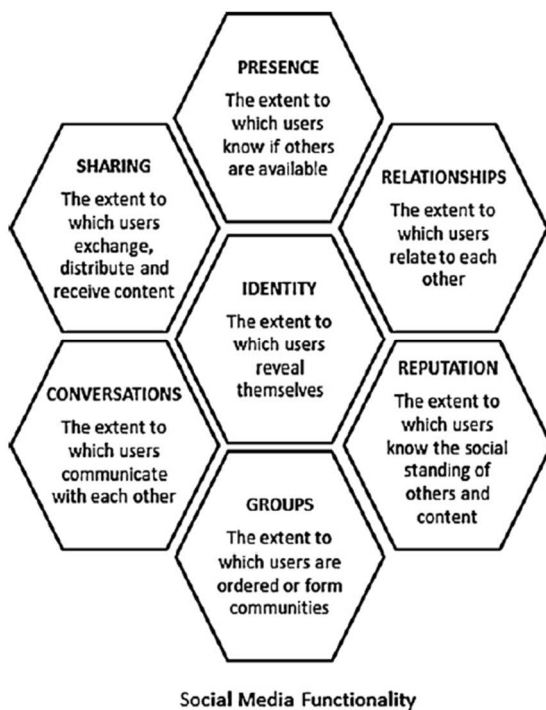 PRESENCE
The extent to
which users
know if others
are available
SHARING
The extent to
which users
exchange,
distribute and
receive content
RELATIONSHIPS
The extent to
which users
relate to each
other
IDENTITY
The extent to
which users
reveal
themselves
CONVERSATIONS
The extent to
which users
communicate
with each other
REPUTATION
The extent to
which users
know the social
standing of
others and
content
GROUPS
The extent to
which users are
ordered or form
communities
Social Media Functionality